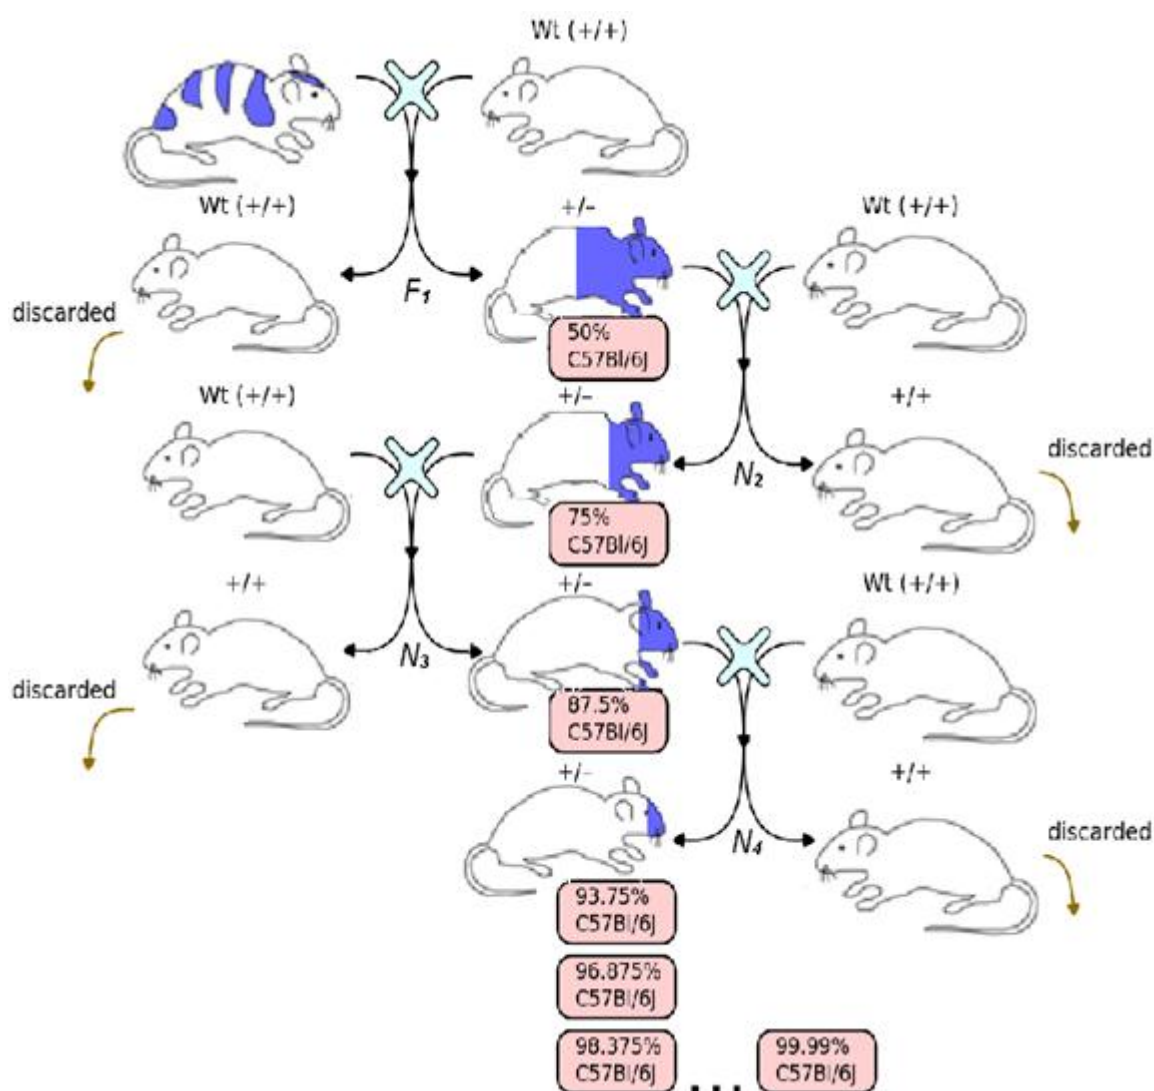 Wt (+/+)
Wt (+/+)
+/-
Wt (+/+)
F1
discarded
50%
C57Bl/6J
Wt (+/+)
+/-
+/+
discarded
N2
75%
C57Bl/6J
+/+
+/-
Wt (+/+)
N3
discarded
87.5%
C57Bl/6J
+/-
+/+
discarded
N4
93.75%
C57Bl/6J
96.875%
C57Bl/6J
98.375%
C57Bl/6J
...
99.99%
C57Bl/6J